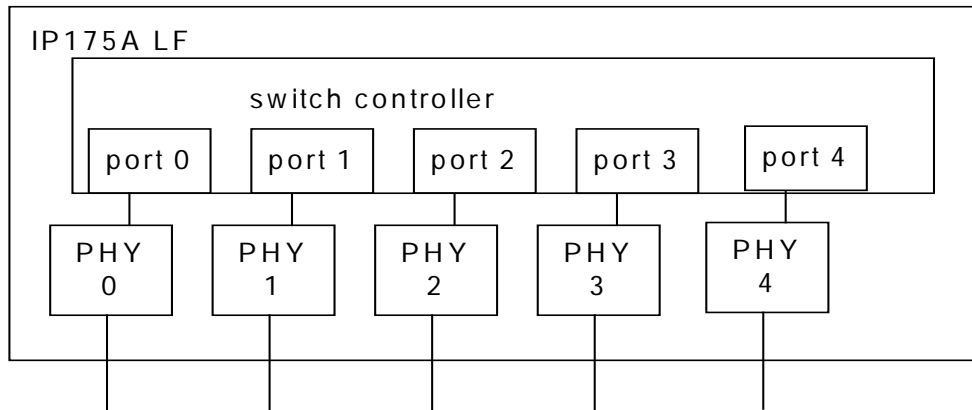 IP175A LF
switch controller
port 0
port 1
port 2
port 3
port 4
PHY
0
PHY
1
PHY
2
PHY
3
PHY
4